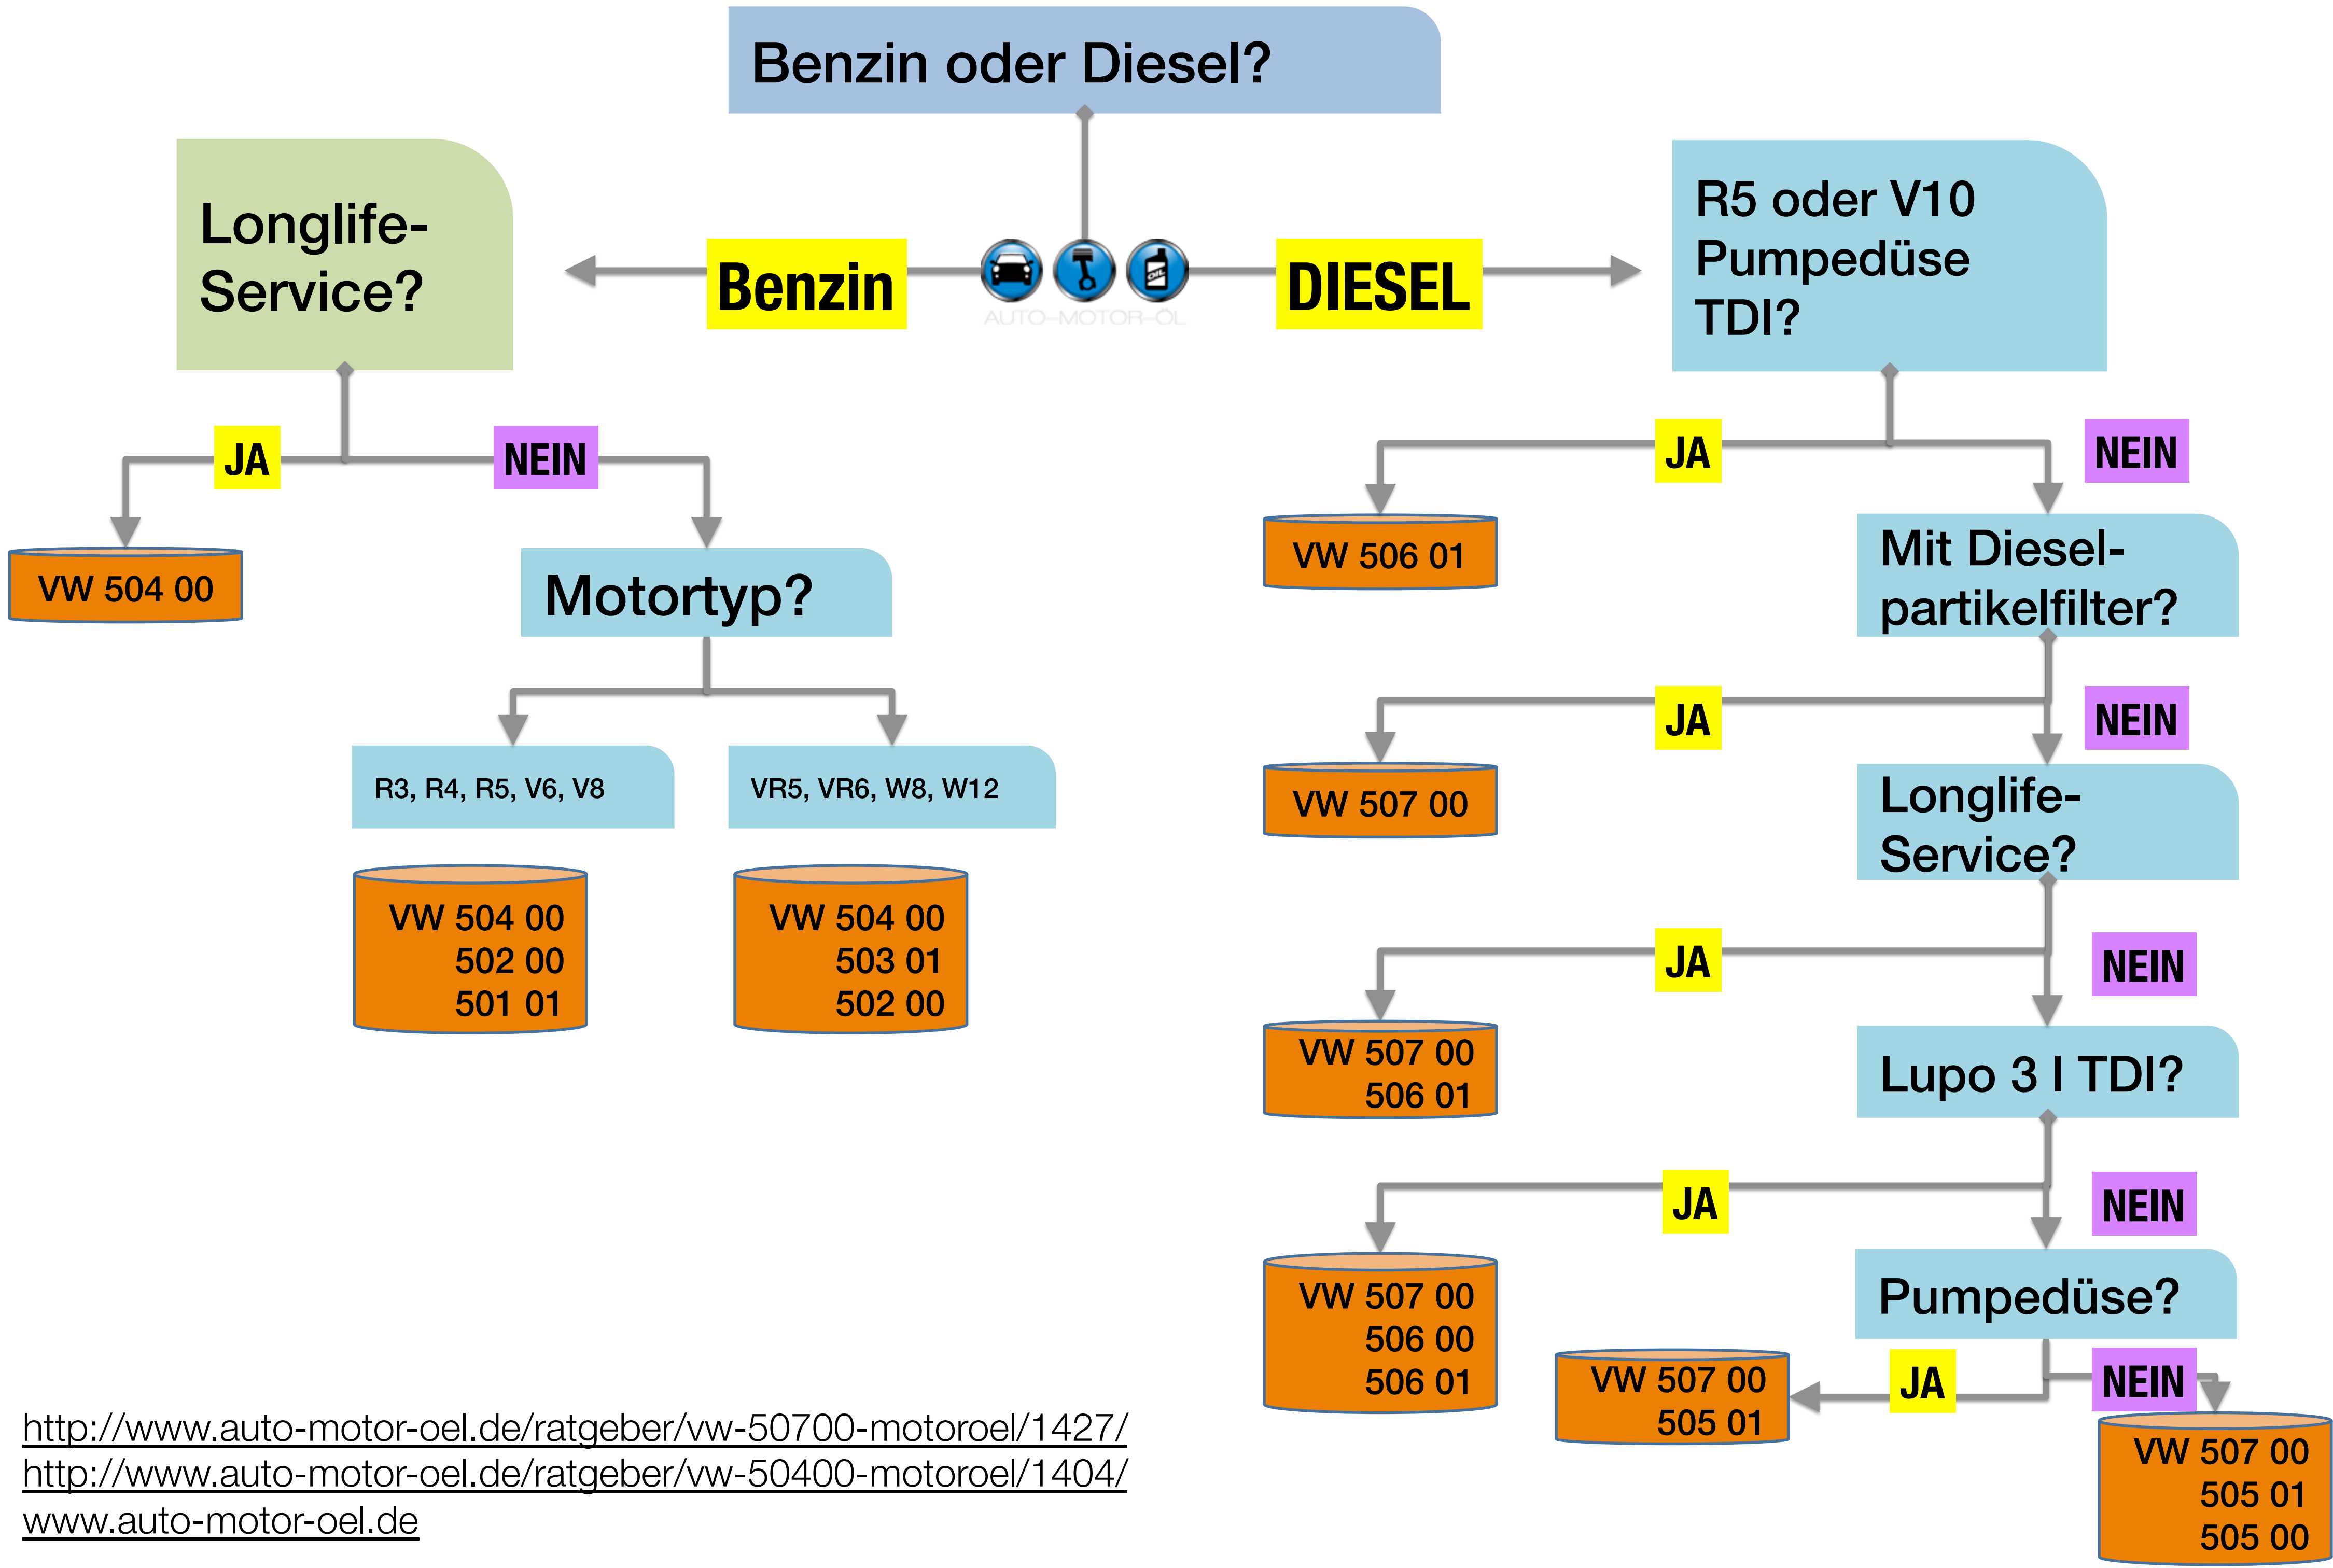 Benzin oder Diesel?
Longlife-
Service?
Benzin
AUTO-MOTOR-ÖL
DIESEL
R5 oder V10
Pumpedüse
TDI?
JA
NEIN
JA
NEIN
VW 504 00
Motortyp?
VW 506 01
Mit Diesel-
partikelfilter?
JA
NEIN
R3, R4, R5, V6, V8
VR5, VR6, W8, W12
VW 507 00
Longlife-
Service?
VW 504 00
502 00
501 01
VW 504 00
503 01
502 00
JA
NEIN
VW 507 00
506 01
Lupo 3 l TDI?
JA
NEIN
VW 507 00
506 00
506 01
Pumpedüse?
JA
NEIN
VW 507 00
505 01
VW 507 00
505 01
505 00
http://www.auto-motor-oel.de/ratgeber/vw-50700-motoroel/1427/
http://www.auto-motor-oel.de/ratgeber/vw-50400-motoroel/1404/
www.auto-motor-oel.de